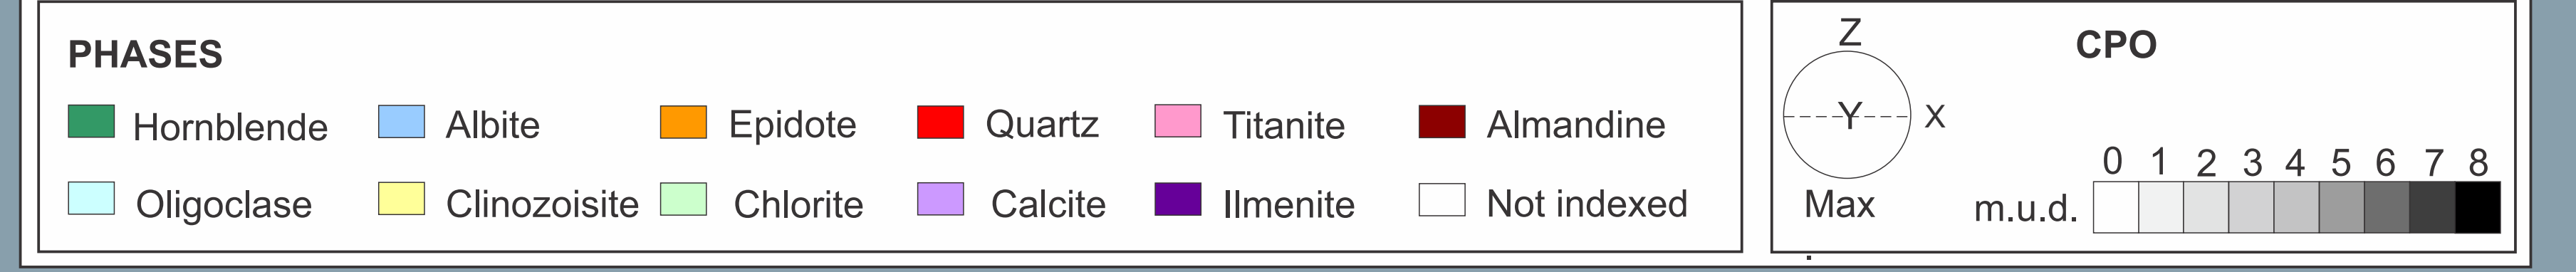 PHASES
Hornblende Albite Epidote Quartz Titanite Almandine
Oligoclase Clinozoisite Chlorite Calcite Ilmenite Not indexed
Z
CPO
Y X
0 1 2 3 4 5 6 7 8
Max m.u.d.